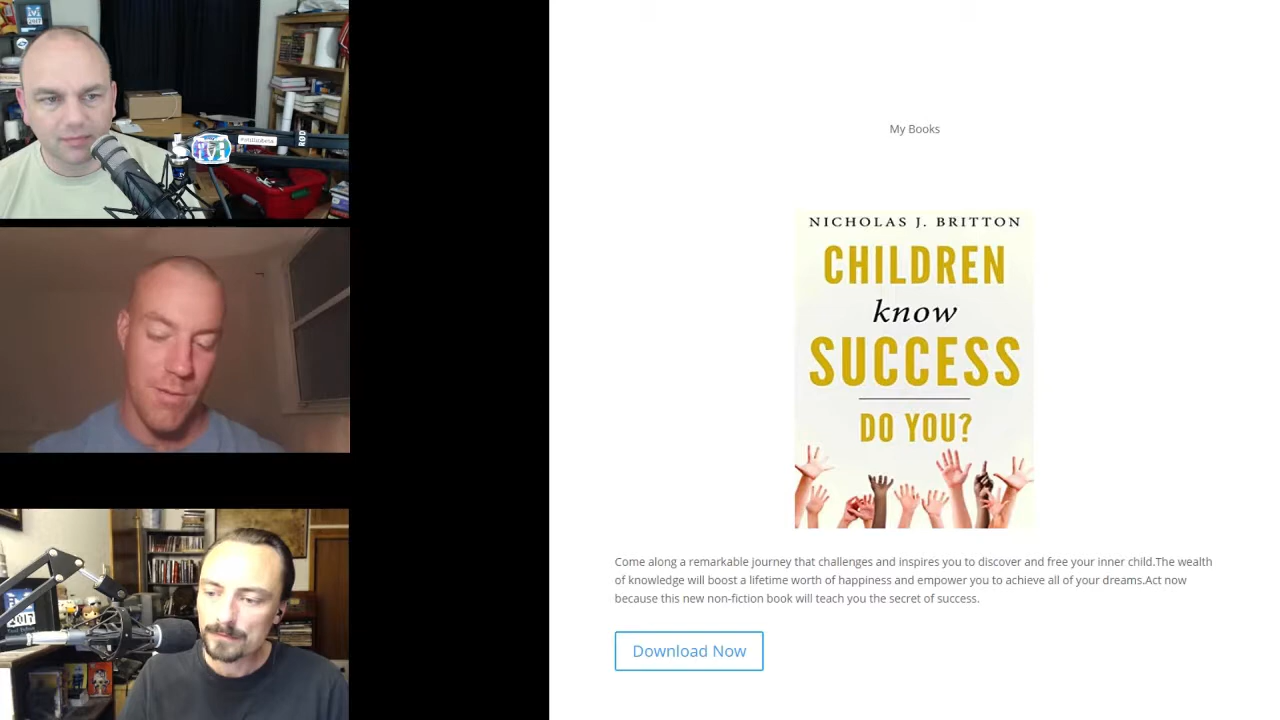 2017
RØD
2017
My Books
NICHOLAS J. BRITTON
CHILDREN
know
SUCCESS
DO YOU?
Come along a remarkable journey that challenges and inspires you to discover and free your inner child.The wealth
of knowledge will boost a lifetime worth of happiness and empower you to achieve all of your dreams.Act now
because this new non-fiction book will teach you the secret of success.
Download Now